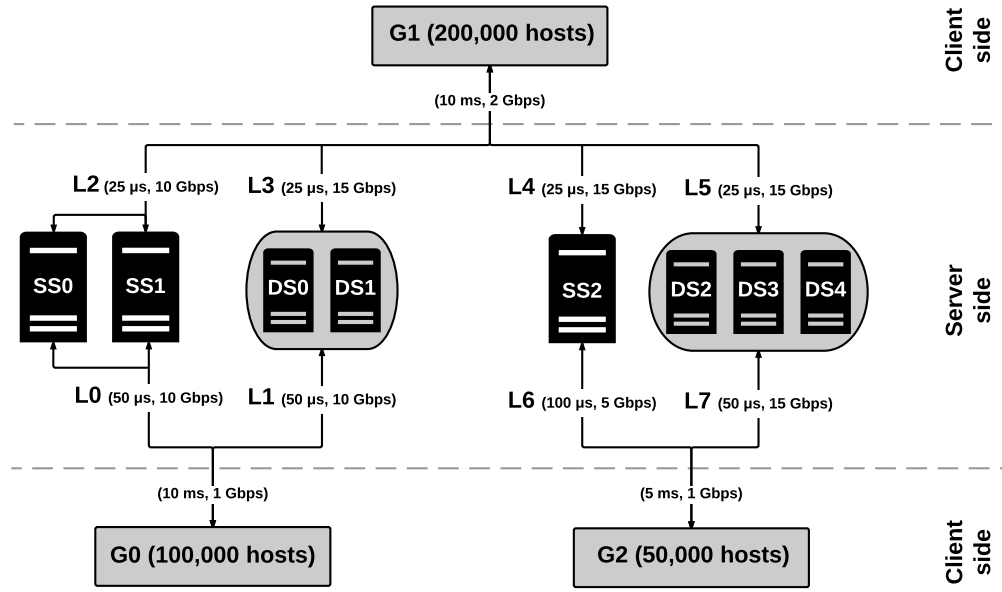 G1 (200,000 hosts)
Client
side
(10 ms, 2 Gbps)
L2 (25 µs, 10 Gbps)
L3 (25 µs, 15 Gbps)
L4 (25 µs, 15 Gbps)
L5 (25 µs, 15 Gbps)
SS0
SS1
DS0
DS1
SS2
DS2
DS3
DS4
Server
side
L0 (50 µs, 10 Gbps)
L1 (50 µs, 10 Gbps)
L6 (100 µs, 5 Gbps)
L7 (50 µs, 15 Gbps)
(10 ms, 1 Gbps)
(5 ms, 1 Gbps)
G0 (100,000 hosts)
G2 (50,000 hosts)
Client
side